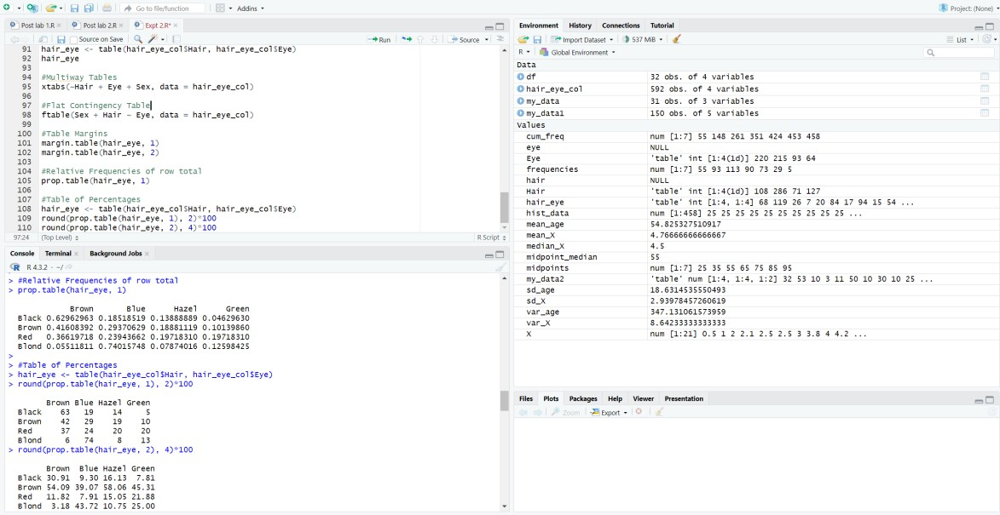 Go to file/function
Addins
Project: (None)
Post lab 1.R
Post lab 2.R
Expt 2.R*
Source on Save
Run
Source
91 hair_eye <- table(hair_eye_col$Hair, hair_eye_col$Eye)
92 hair_eye
93
94 #Multiway Tables
95 xtabs(~Hair + Eye + Sex, data = hair_eye_col)
96
97 #Flat Contingency Table
98 ftable(Sex + Hair ~ Eye, data = hair_eye_col)
99
100 #Table Margins
101 margin.table(hair_eye, 1)
102 margin.table(hair_eye, 2)
103
104 #Relative Frequencies of row total
105 prop.table(hair_eye, 1)
106
107 #Table of Percentages
108 hair_eye <- table(hair_eye_col$Hair, hair_eye_col$Eye)
109 round(prop.table(hair_eye, 1), 2)*100
110 round(prop.table(hair_eye, 2), 4)*100
97:24 (Top Level) R Script
Console Terminal Background Jobs
R 4.3.2 · ~/
> #Relative Frequencies of row total
> prop.table(hair_eye, 1)
Brown Blue Hazel Green
Black 0.62962963 0.18518519 0.13888889 0.04629630
Brown 0.41608392 0.29370629 0.18881119 0.10139860
Red 0.36619718 0.23943662 0.19718310 0.19718310
Blond 0.05511811 0.74015748 0.07874016 0.12598425
>
> #Table of Percentages
> hair_eye <- table(hair_eye_col$Hair, hair_eye_col$Eye)
> round(prop.table(hair_eye, 1), 2)*100
Brown Blue Hazel Green
Black 63 19 14 5
Brown 42 29 19 10
Red 37 24 20 20
Blond 6 74 8 13
> round(prop.table(hair_eye, 2), 4)*100
Brown Blue Hazel Green
Black 30.91 9.30 16.13 7.81
Brown 54.09 39.07 58.06 45.31
Red 11.82 7.91 15.05 21.88
Blond 3.18 43.72 10.75 25.00
Environment History Connections Tutorial
Import Dataset 537 MiB List
R Global Environment
Data
df 32 obs. of 4 variables
hair_eye_col 592 obs. of 4 variables
my_data 31 obs. of 3 variables
my_data1 150 obs. of 5 variables
Values
cum_freq num [1:7] 55 148 261 351 424 453 458
eye NULL
Eye 'table' int [1:4(1d)] 220 215 93 64
frequencies num [1:7] 55 93 113 90 73 29 5
hair NULL
Hair 'table' int [1:4(1d)] 108 286 71 127
hair_eye 'table' int [1:4, 1:4] 68 119 26 7 20 84 17 94 15 54 ...
hist_data num [1:458] 25 25 25 25 25 25 25 25 25 25 ...
mean_age 54.825327510917
mean_X 4.76666666666667
median_X 4.5
midpoint_median 55
midpoints num [1:7] 25 35 55 65 75 85 95
my_data2 'table' num [1:4, 1:4, 1:2] 32 53 10 3 11 50 10 30 10 25 ...
sd_age 18.6314535550493
sd_X 2.93978457260619
var_age 347.131061573959
var_X 8.64233333333333
X num [1:21] 0.5 1 2 2.1 2.5 2.5 3 3.8 4 4.2 ...
Files Plots Packages Help Viewer Presentation
Zoom Export